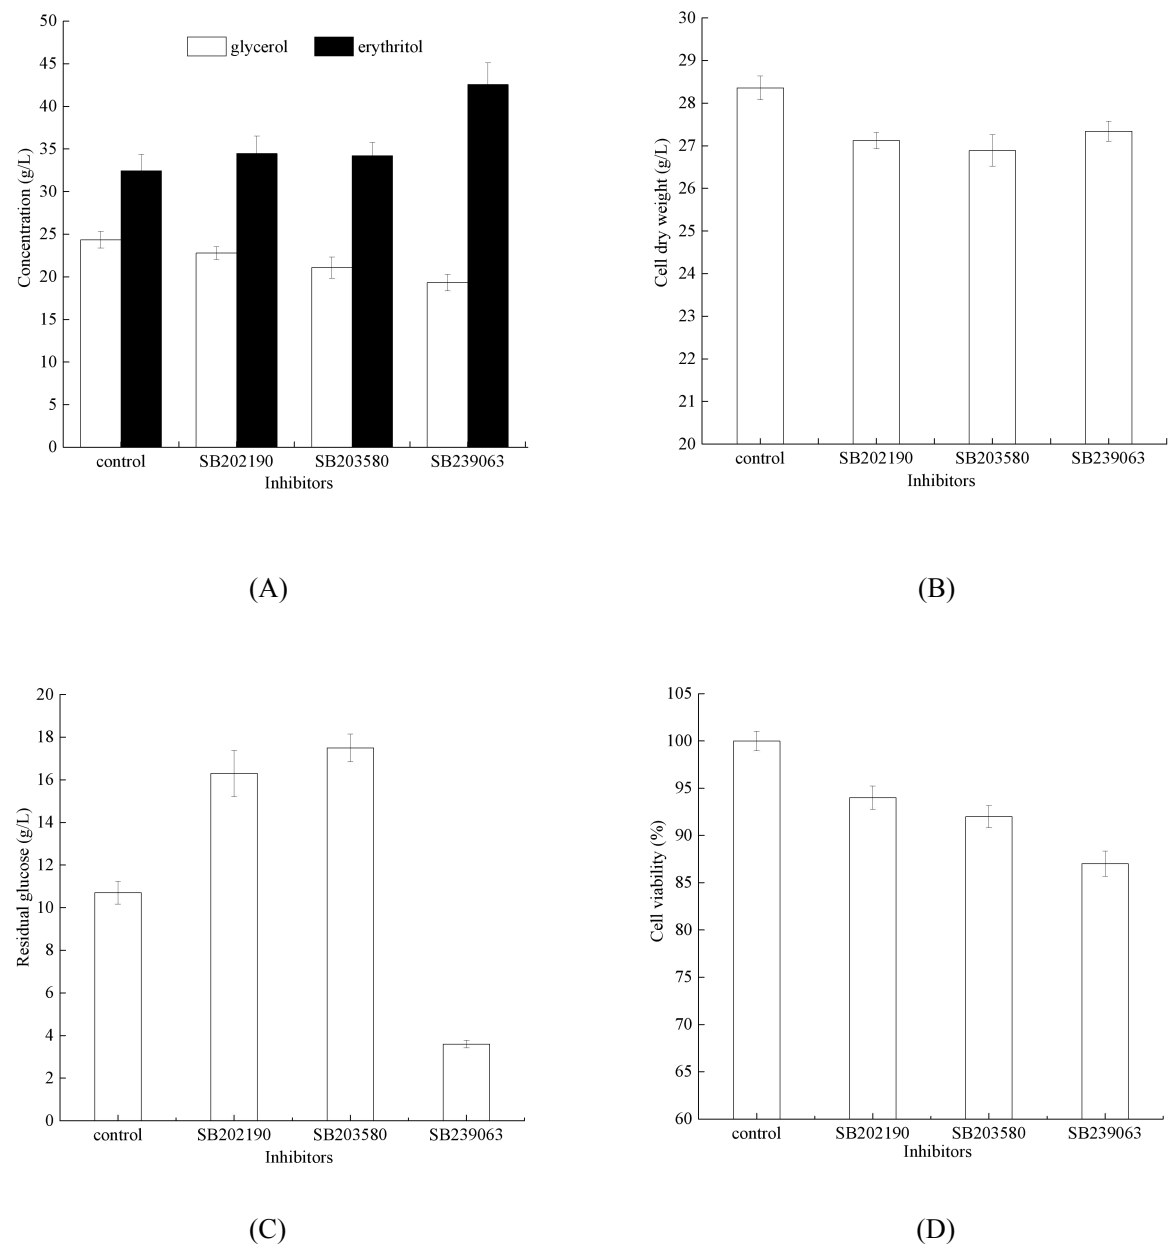 glycerol erythritol
50
45
40
35
30
25
20
15
10
5
0
Concentration (g/L)
control SB202190 SB203580 SB239063
Inhibitors
(A)
30
29
28
27
26
25
24
23
22
21
20
Cell dry weight (g/L)
control SB202190 SB203580 SB239063
Inhibitors
(B)
20
18
16
14
12
10
8
6
4
2
0
Residual glucose (g/L)
control SB202190 SB203580 SB239063
Inhibitors
(C)
105
100
95
90
85
80
75
70
65
60
Cell viability (%)
control SB202190 SB203580 SB239063
Inhibitors
(D)